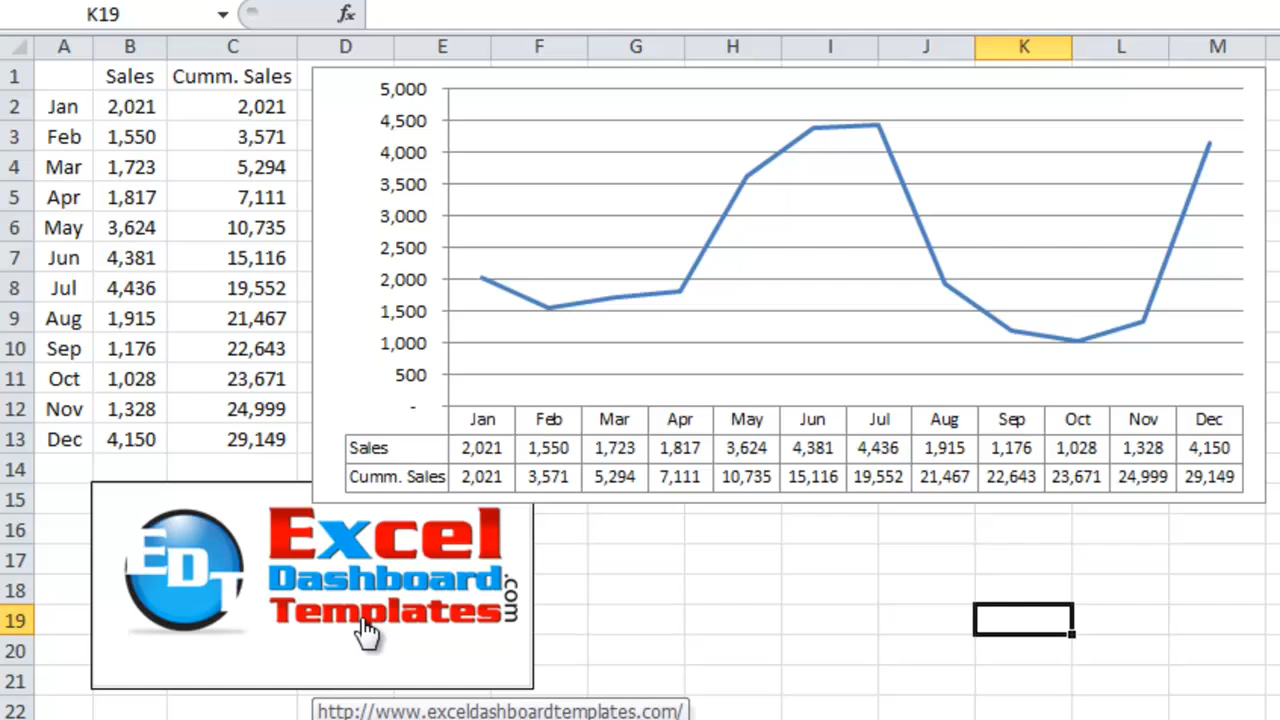 K19 fx
A B C D E F G H I J K L M
1 Sales Cumm. Sales
2 Jan 2,021 2,021
3 Feb 1,550 3,571
4 Mar 1,723 5,294
5 Apr 1,817 7,111
6 May 3,624 10,735
7 Jun 4,381 15,116
8 Jul 4,436 19,552
9 Aug 1,915 21,467
10 Sep 1,176 22,643
11 Oct 1,028 23,671
12 Nov 1,328 24,999
13 Dec 4,150 29,149
14
15
16
17
18
19
20
21
22
5,000
4,500
4,000
3,500
3,000
2,500
2,000
1,500
1,000
500
-
Jan Feb Mar Apr May Jun Jul Aug Sep Oct Nov Dec
Sales 2,021 1,550 1,723 1,817 3,624 4,381 4,436 1,915 1,176 1,028 1,328 4,150
Cumm. Sales 2,021 3,571 5,294 7,111 10,735 15,116 19,552 21,467 22,643 23,671 24,999 29,149
EDT
Excel
Dashboard
Templates
.com
http://www.exceldashboardtemplates.com/